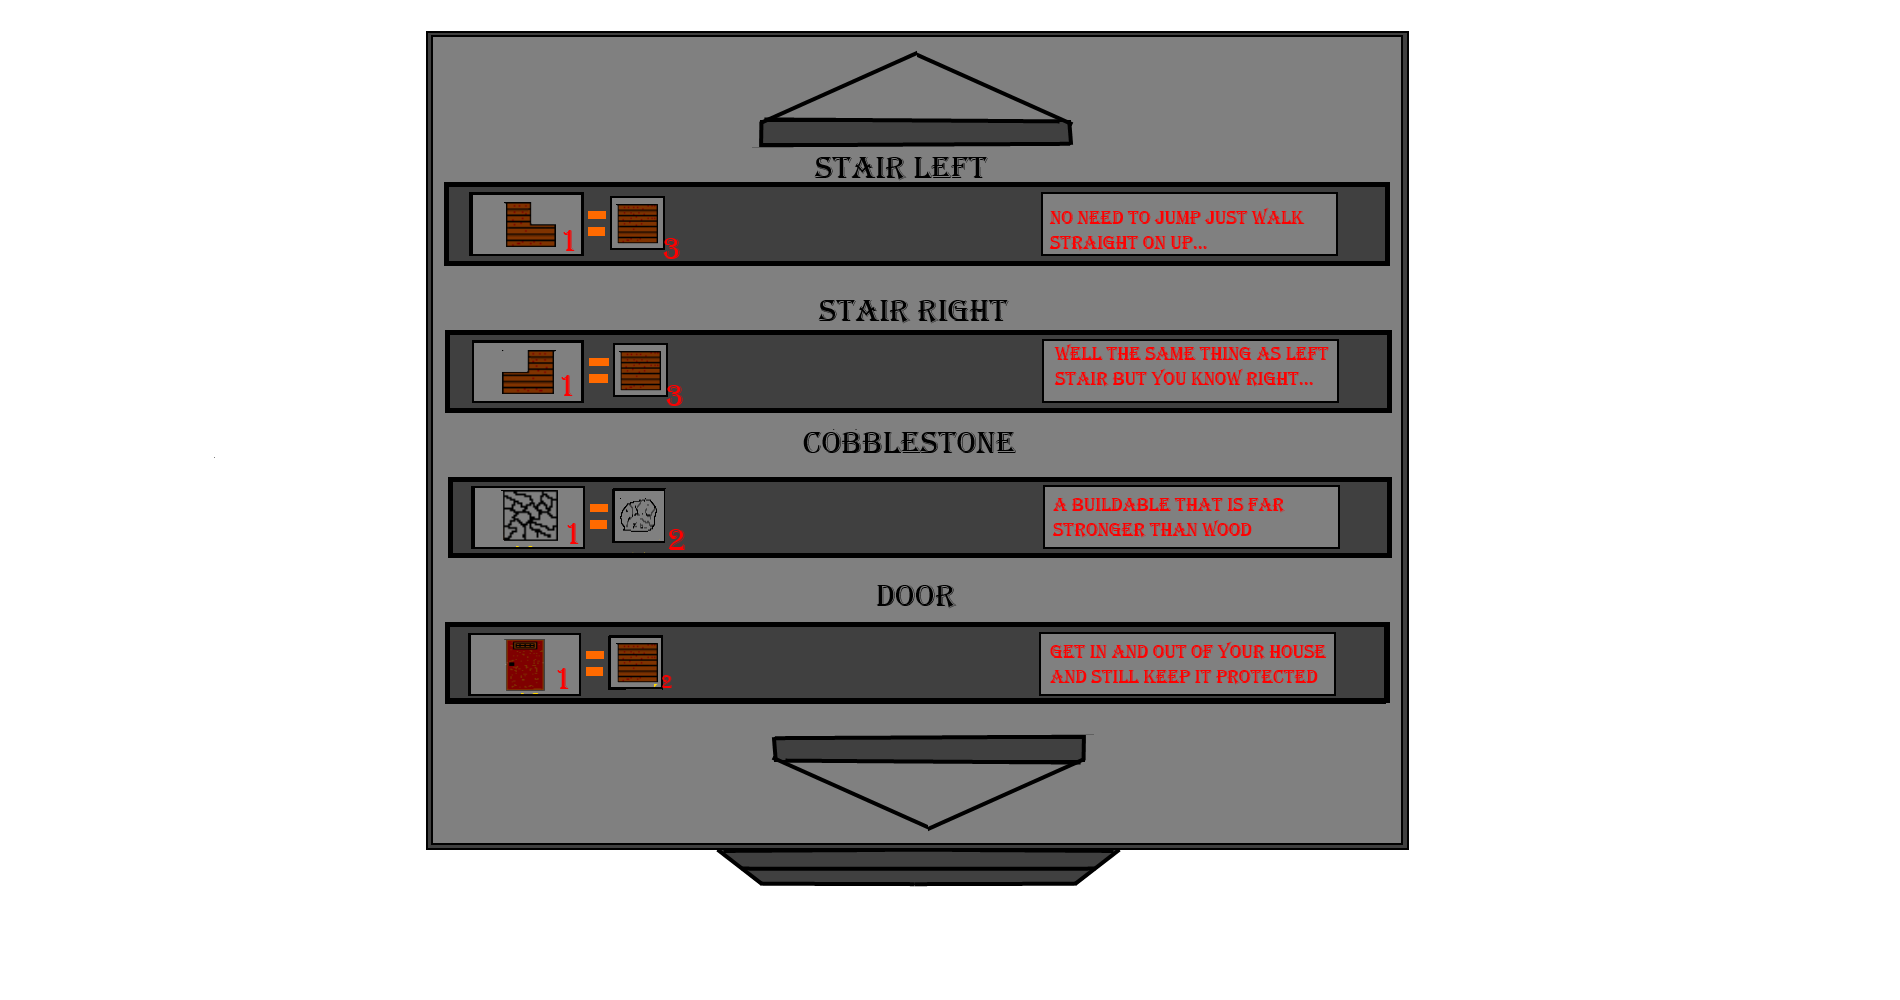 STAIR LEFT
1 = 3
NO NEED TO JUMP JUST WALK
STRAIGHT ON UP...
STAIR RIGHT
1 = 3
WELL THE SAME THING AS LEFT
STAIR BUT YOU KNOW RIGHT...
COBBLESTONE
1 = 2
A BUILDABLE THAT IS FAR
STRONGER THAN WOOD
DOOR
1 = 2
GET IN AND OUT OF YOUR HOUSE
AND STILL KEEP IT PROTECTED